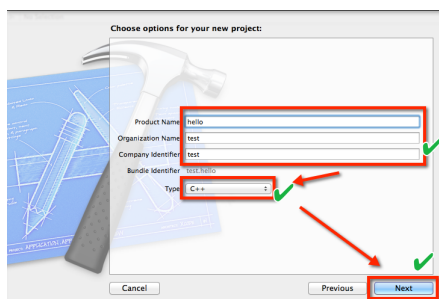 Choose options for your new project:
Product Name hello
Organization Name test
Company Identifier test
Bundle Identifier test.hello
Type C++
Cancel Previous Next